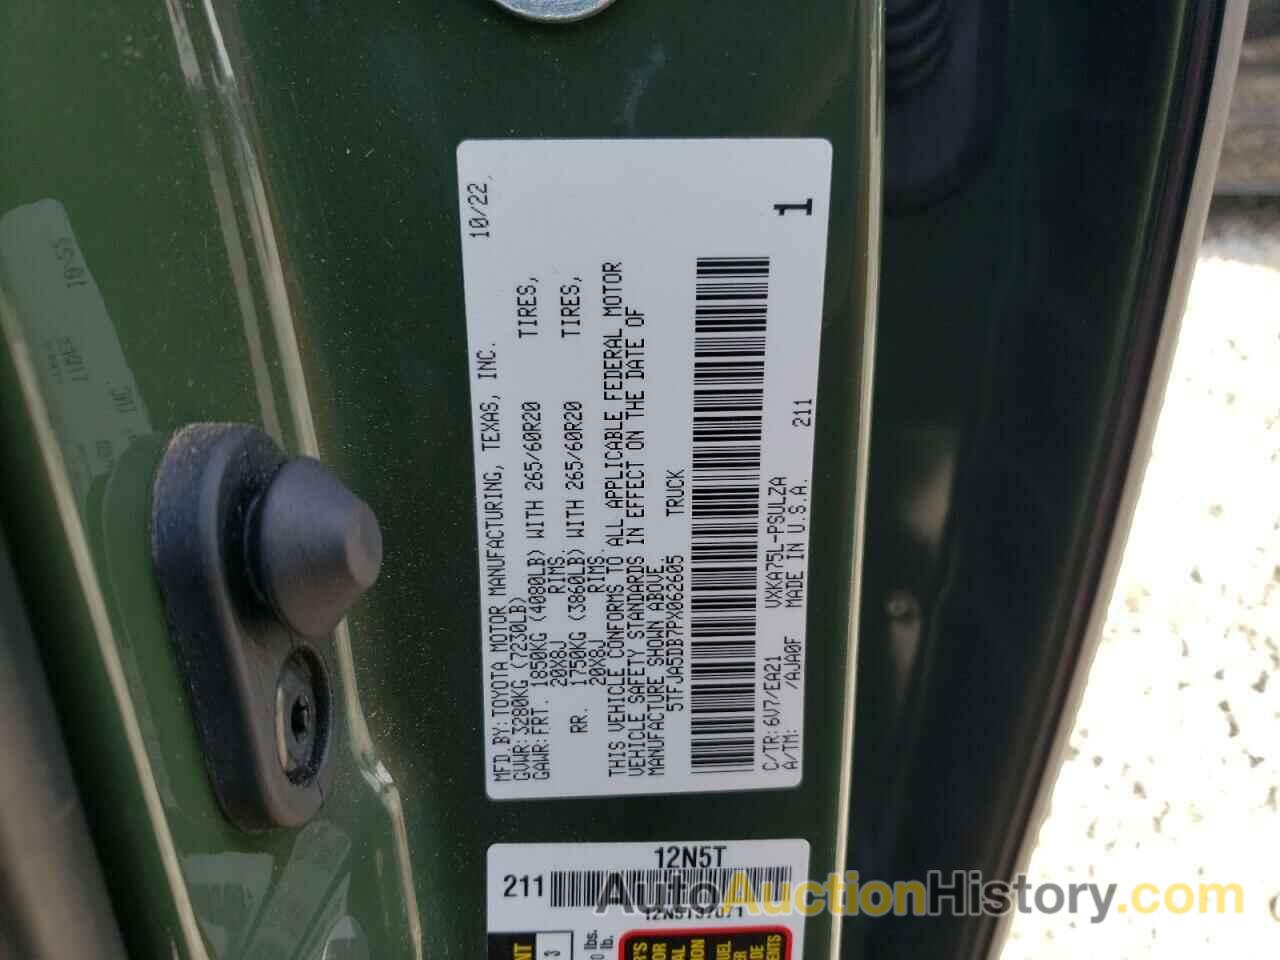 MFD BY: TOYOTA MOTOR MANUFACTURING, TEXAS, INC. 10/22
GVWR: 3280KG (7230LB)
GAWR: FRT. 1850KG (4080LB) WITH 265/60R20 TIRES,
20X8J RIMS.
RR. 1750KG (3860LB) WITH 265/60R20 TIRES,
20X8J RIMS.
THIS VEHICLE CONFORMS TO ALL APPLICABLE FEDERAL MOTOR
VEHICLE SAFETY STANDARDS IN EFFECT ON THE DATE OF
MANUFACTURE SHOWN ABOVE.
5TFJA5DB7PX062605 TRUCK
C/TR: 6V7/EA21 VXKA75L-PSULZA 211
A/TM: /AJA0F MADE IN U.S.A.
1
12N5T
211
12N5T97071
AutoAuctionHistory.com